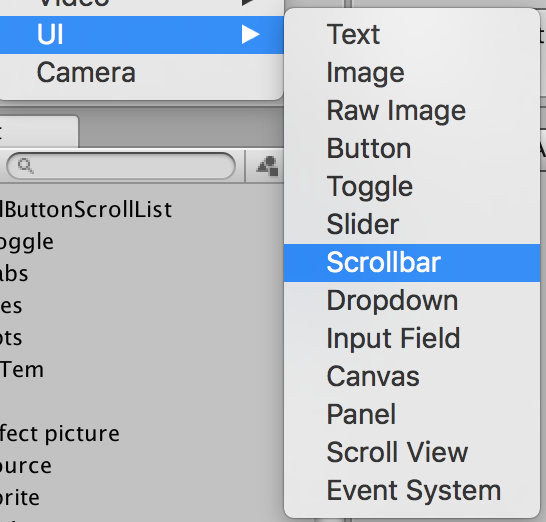 Video
UI
Camera
Text
Image
Raw Image
Button
Toggle
Slider
Scrollbar
Dropdown
Input Field
Canvas
Panel
Scroll View
Event System
lButtonScrollList
oggle
abs
es
ots
Tem
fect picture
ource
rite